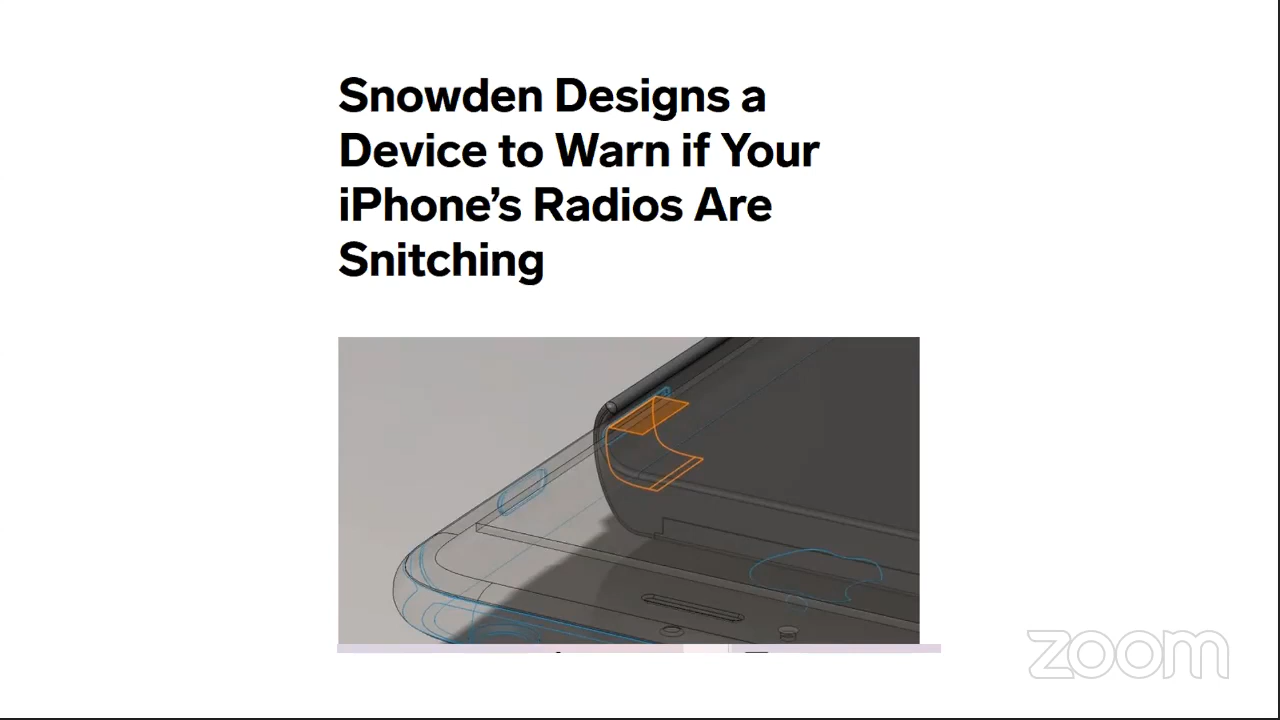 Snowden Designs a
Device to Warn if Your
iPhone’s Radios Are
Snitching
zoom